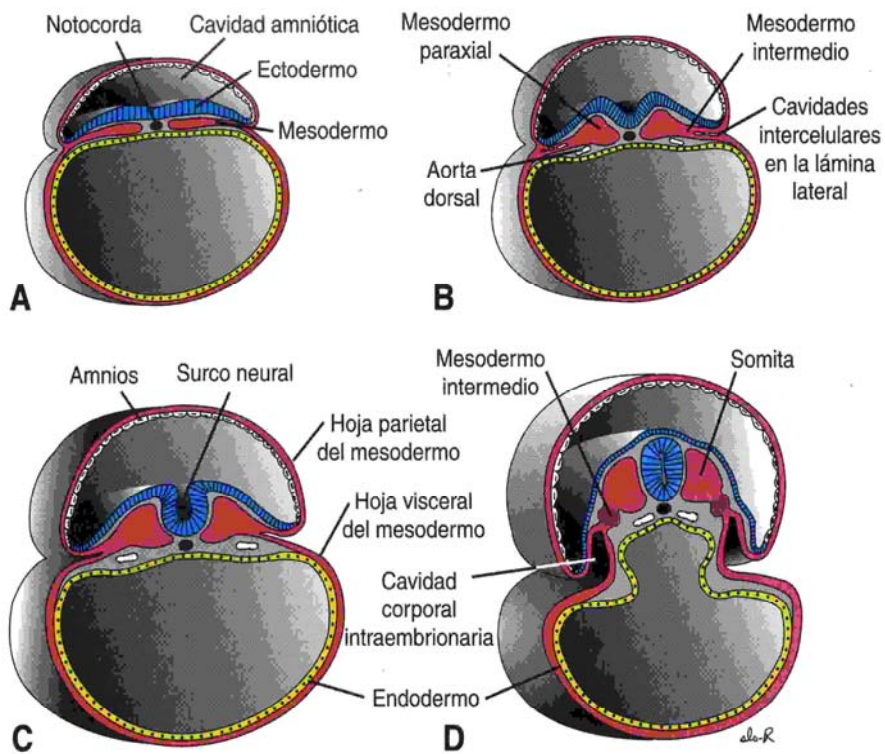 Notocorda
Cavidad amniótica
Ectodermo
Mesodermo
A
Mesodermo
paraxial
Mesodermo
intermedio
Cavidades
intercelulares
en la lámina
lateral
Aorta
dorsal
B
Amnios
Surco neural
Hoja parietal
del mesodermo
Hoja visceral
del mesodermo
Cavidad
corporal
intraembrionaria
Endodermo
C
Mesodermo
intermedio
Somita
D